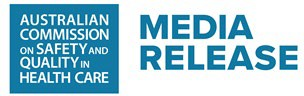 AUSTRALIAN
COMMISSION
ON SAFETY AND
QUALITY IN
HEALTH CARE
MEDIA
RELEASE